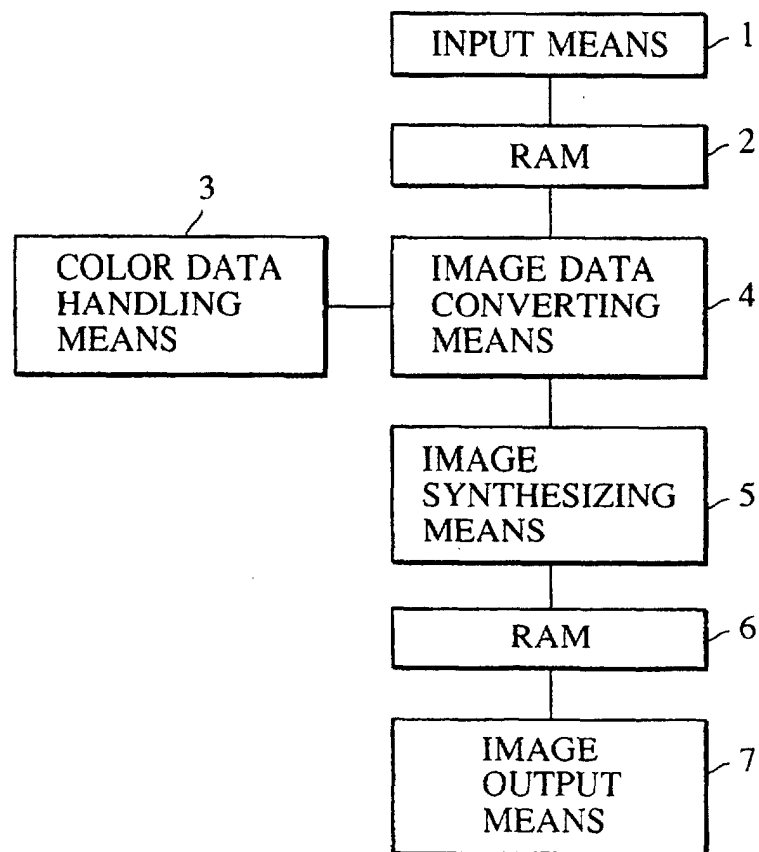 INPUT MEANS
1
RAM
2
3
COLOR DATA
HANDLING
MEANS
IMAGE DATA
CONVERTING
MEANS
4
IMAGE
SYNTHESIZING
MEANS
5
RAM
6
IMAGE
OUTPUT
MEANS
7